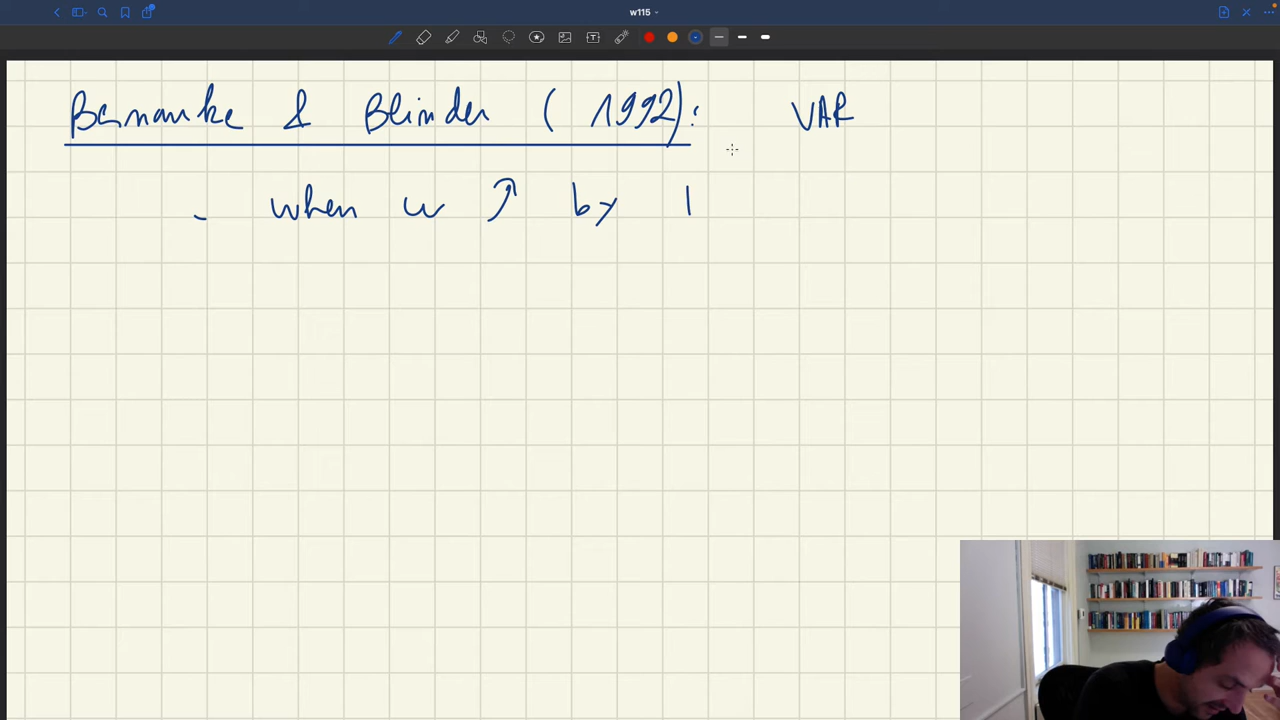 w115
Bernanke & Blinder (1992): VAR
- when u ↗ by 1